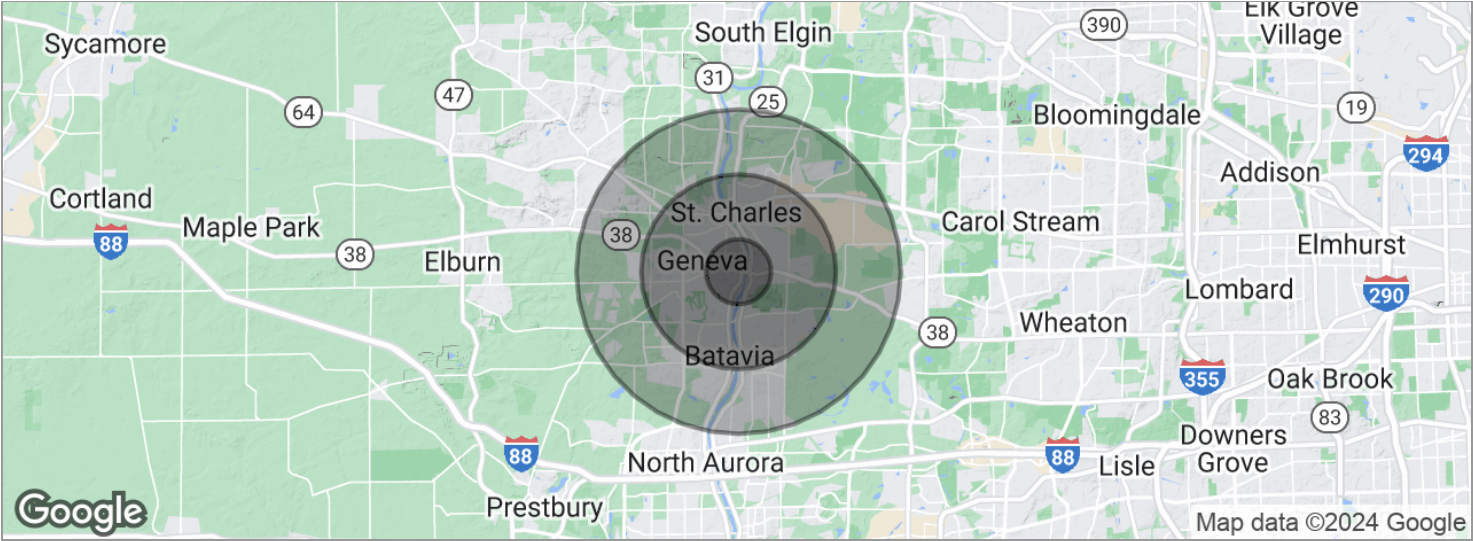 Elk Grove
Village
South Elgin
390
Sycamore
31
47
25
64
19
Bloomingdale
294
Addison
Cortland
St. Charles
Carol Stream
Maple Park
38
88
Elmhurst
38
Elburn
Geneva
Lombard
290
Wheaton
38
Batavia
355
Oak Brook
83
Downers
Grove
88
88
North Aurora
Lisle
Prestbury
Google
Map data ©2024 Google